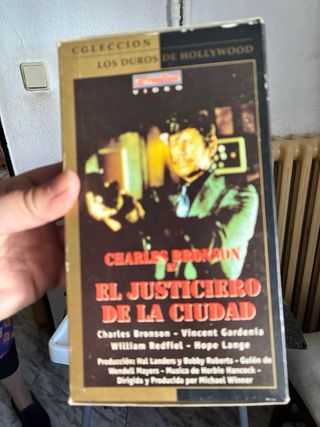 COLECCION
LOS DUROS DE HOLLYWOOD
VIDEO
CHARLES BRONSON
EL JUSTICIERO
DE LA CIUDAD
Charles Bronson - Vincent Gardenia
William Redfiel - Hope Lange
Producción: Hal Landers y Bobby Roberts - Guión de
Wendell Mayers - Musica de Herbie Hancock -
Dirigida y Producida por Michael Winner